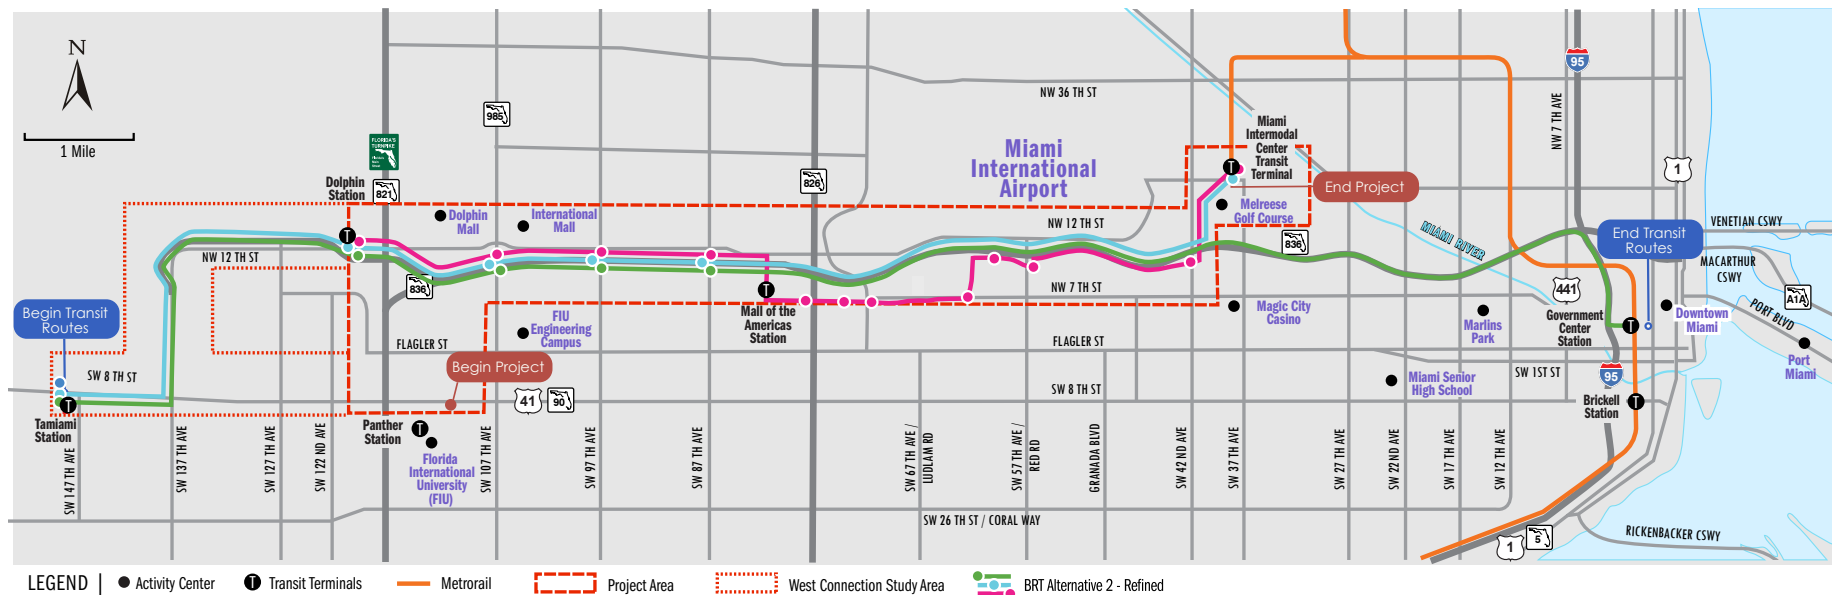 N
1 Mile
95
NW 36 TH ST
NW 7 TH AVE
985
FLORIDA'S
TURNPIKE
Miami
Intermodal
Center
Transit
Terminal
T
Miami
International
Airport
1
Dolphin
Station
821
826
End Project
T
Dolphin
Mall
International
Mall
Melreese
Golf Course
NW 12 TH ST
VENETIAN CSWY
MIAMI RIVER
End Transit
Routes
836
NW 12 TH ST
MACARTHUR
CSWY
836
T
NW 7 TH ST
441
A1A
Begin Transit
Routes
FIU
Engineering
Campus
Mall of the
Americas
Station
Magic City
Casino
Marlins
Park
Government
Center
Station
T
Downtown
Miami
PORT BLVD
FLAGLER ST
FLAGLER ST
Begin Project
Port
Miami
SW 8 TH ST
SW 1ST ST
95
Miami Senior
High School
SW 8 TH ST
41
90
T
Tamiami
Station
Brickell
Station
T
Panther
Station
T
Florida
International
University
(FIU)
SW 147 TH AVE
SW 137 TH AVE
SW 127 TH AVE
SW 122 ND AVE
SW 107 TH AVE
SW 97 TH AVE
SW 87 TH AVE
SW 67 TH AVE /
LUDLAM RD
SW 57 TH AVE /
RED RD
GRANADA BLVD
SW 42 ND AVE
SW 37 TH AVE
SW 27 TH AVE
SW 22 ND AVE
SW 17 TH AVE
SW 12 TH AVE
SW 26 TH ST / CORAL WAY
1
5
RICKENBACKER CSWY
LEGEND
Activity Center
T
Transit Terminals
Metrorail
Project Area
West Connection Study Area
BRT Alternative 2 - Refined